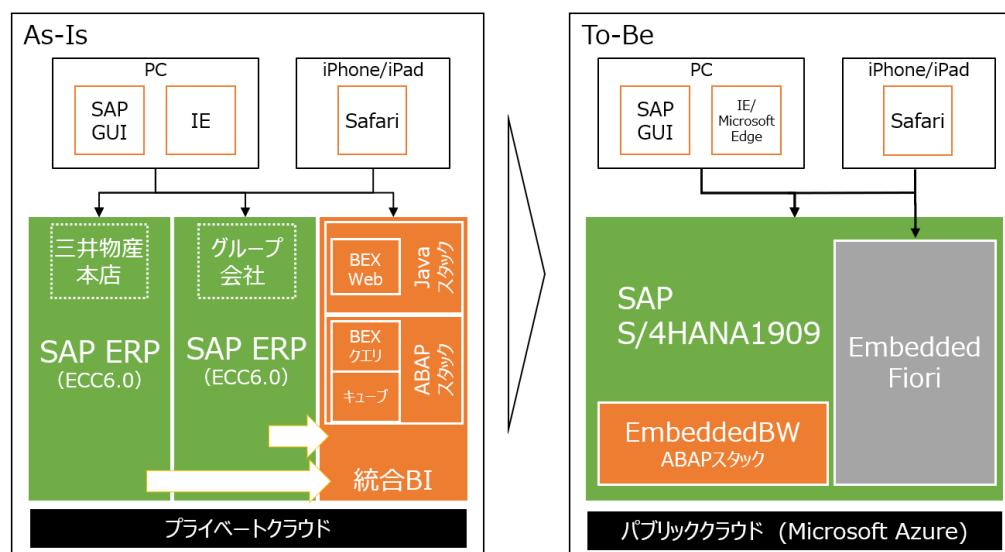 As-Is
PC
SAP
GUI
IE
iPhone/iPad
Safari
三井物産
本店
SAP ERP
（ECC6.0）
グループ
会社
SAP ERP
（ECC6.0）
BEX
Web
Java
スタック
BEX
クエリ
キューブ
ABAP
スタック
統合BI
プライベートクラウド
To-Be
PC
SAP
GUI
IE/
Microsoft
Edge
iPhone/iPad
Safari
SAP
S/4HANA1909
Embedded
Fiori
EmbeddedBW
ABAPスタック
パブリッククラウド (Microsoft Azure)